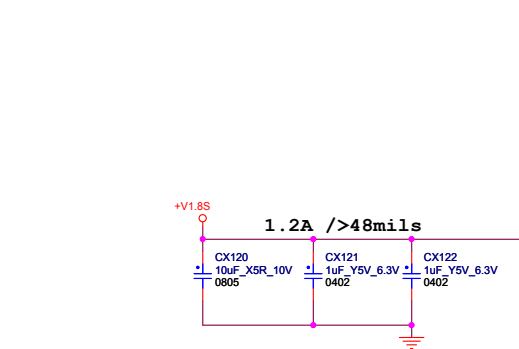 +V1.8S
1.2A />48mils
CX120
10uF_X5R_10V
0805
CX121
1uF_Y5V_6.3V
0402
CX122
1uF_Y5V_6.3V
0402